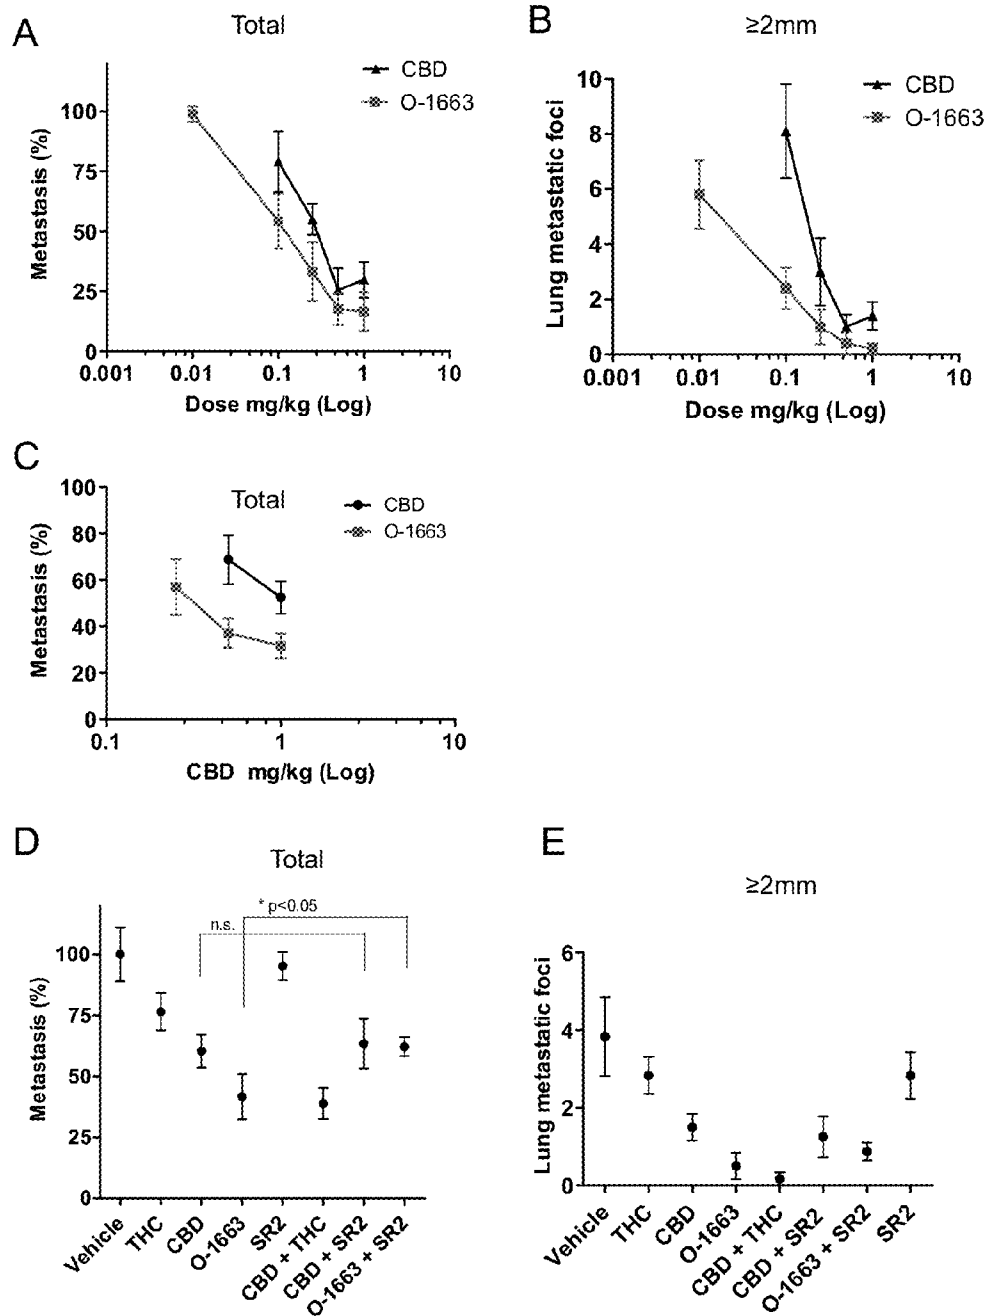 A
Total
CBD
O-1663
Metastasis (%)
100
75
50
25
0
0.001
0.01
0.1
1
10
Dose mg/kg (Log)
B
≥2mm
CBD
O-1663
Lung metastatic foci
10
8
6
4
2
0
0.001
0.01
0.1
1
10
Dose mg/kg (Log)
C
Total
CBD
O-1663
Metastasis (%)
100
80
60
40
20
0
0.1
1
10
CBD mg/kg (Log)
D
Total
* p<0.05
n.s.
Metastasis (%)
100
75
50
25
0
Vehicle
THC
CBD
O-1663
SR2
CBD + THC
CBD + SR2
O-1663 + SR2
E
≥2mm
Lung metastatic foci
6
4
2
0
Vehicle
THC
CBD
O-1663
CBD + THC
CBD + SR2
O-1663 + SR2
SR2